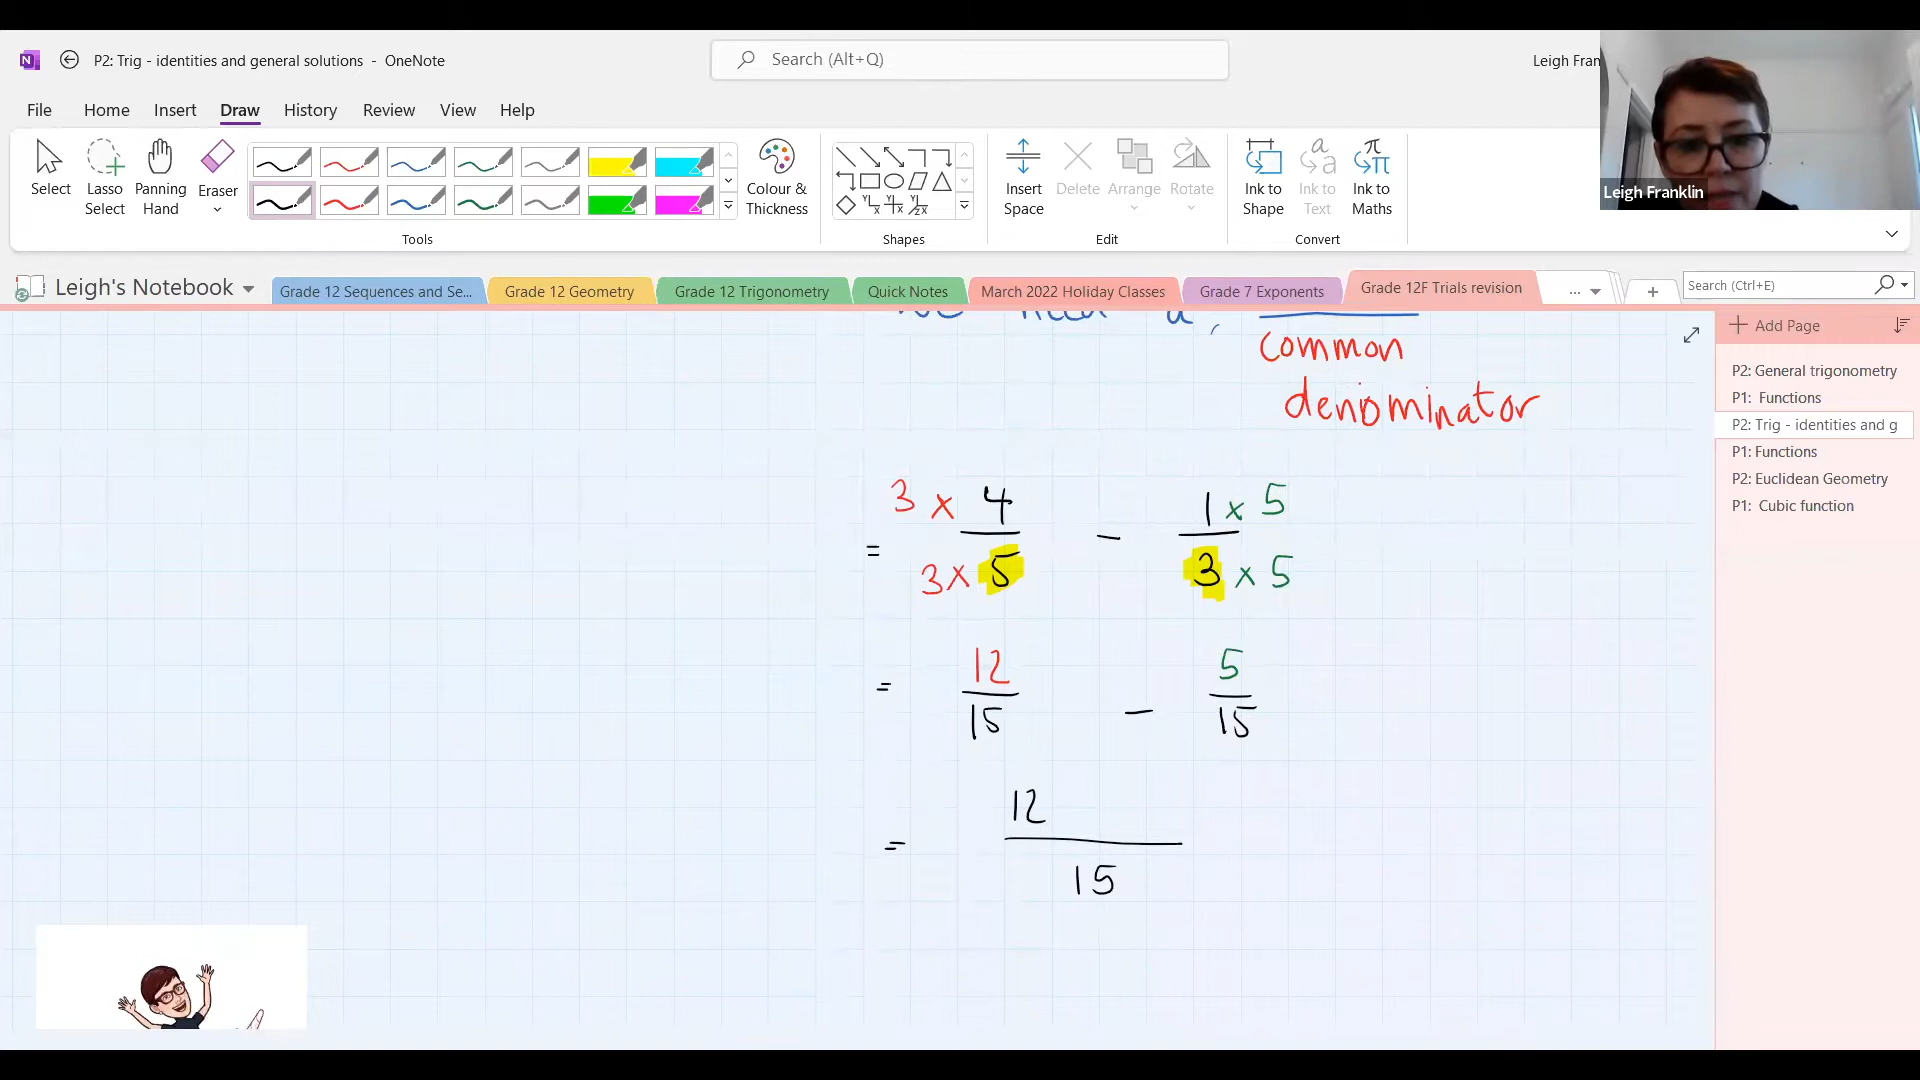 P2: Trig - identities and general solutions - OneNote
Search (Alt+Q)
Leigh Fran
File Home Insert Draw History Review View Help
Select
Lasso Select
Panning Hand
Eraser
Colour & Thickness
Insert Space
Delete
Arrange
Rotate
Ink to Shape
Ink to Text
Ink to Maths
Leigh Franklin
Tools Shapes Edit Convert
Leigh's Notebook
Grade 12 Sequences and Se...
Grade 12 Geometry
Grade 12 Trigonometry
Quick Notes
March 2022 Holiday Classes
Grade 7 Exponents
Grade 12F Trials revision
...
Search (Ctrl+E)
Add Page
P2: General trigonometry
P1: Functions
P2: Trig - identities and g
P1: Functions
P2: Euclidean Geometry
P1: Cubic function
need a
common
denominator
3 × 4 1 × 5
= —
3 × 5 3 × 5
12 5
= —
15 15
12
=
15